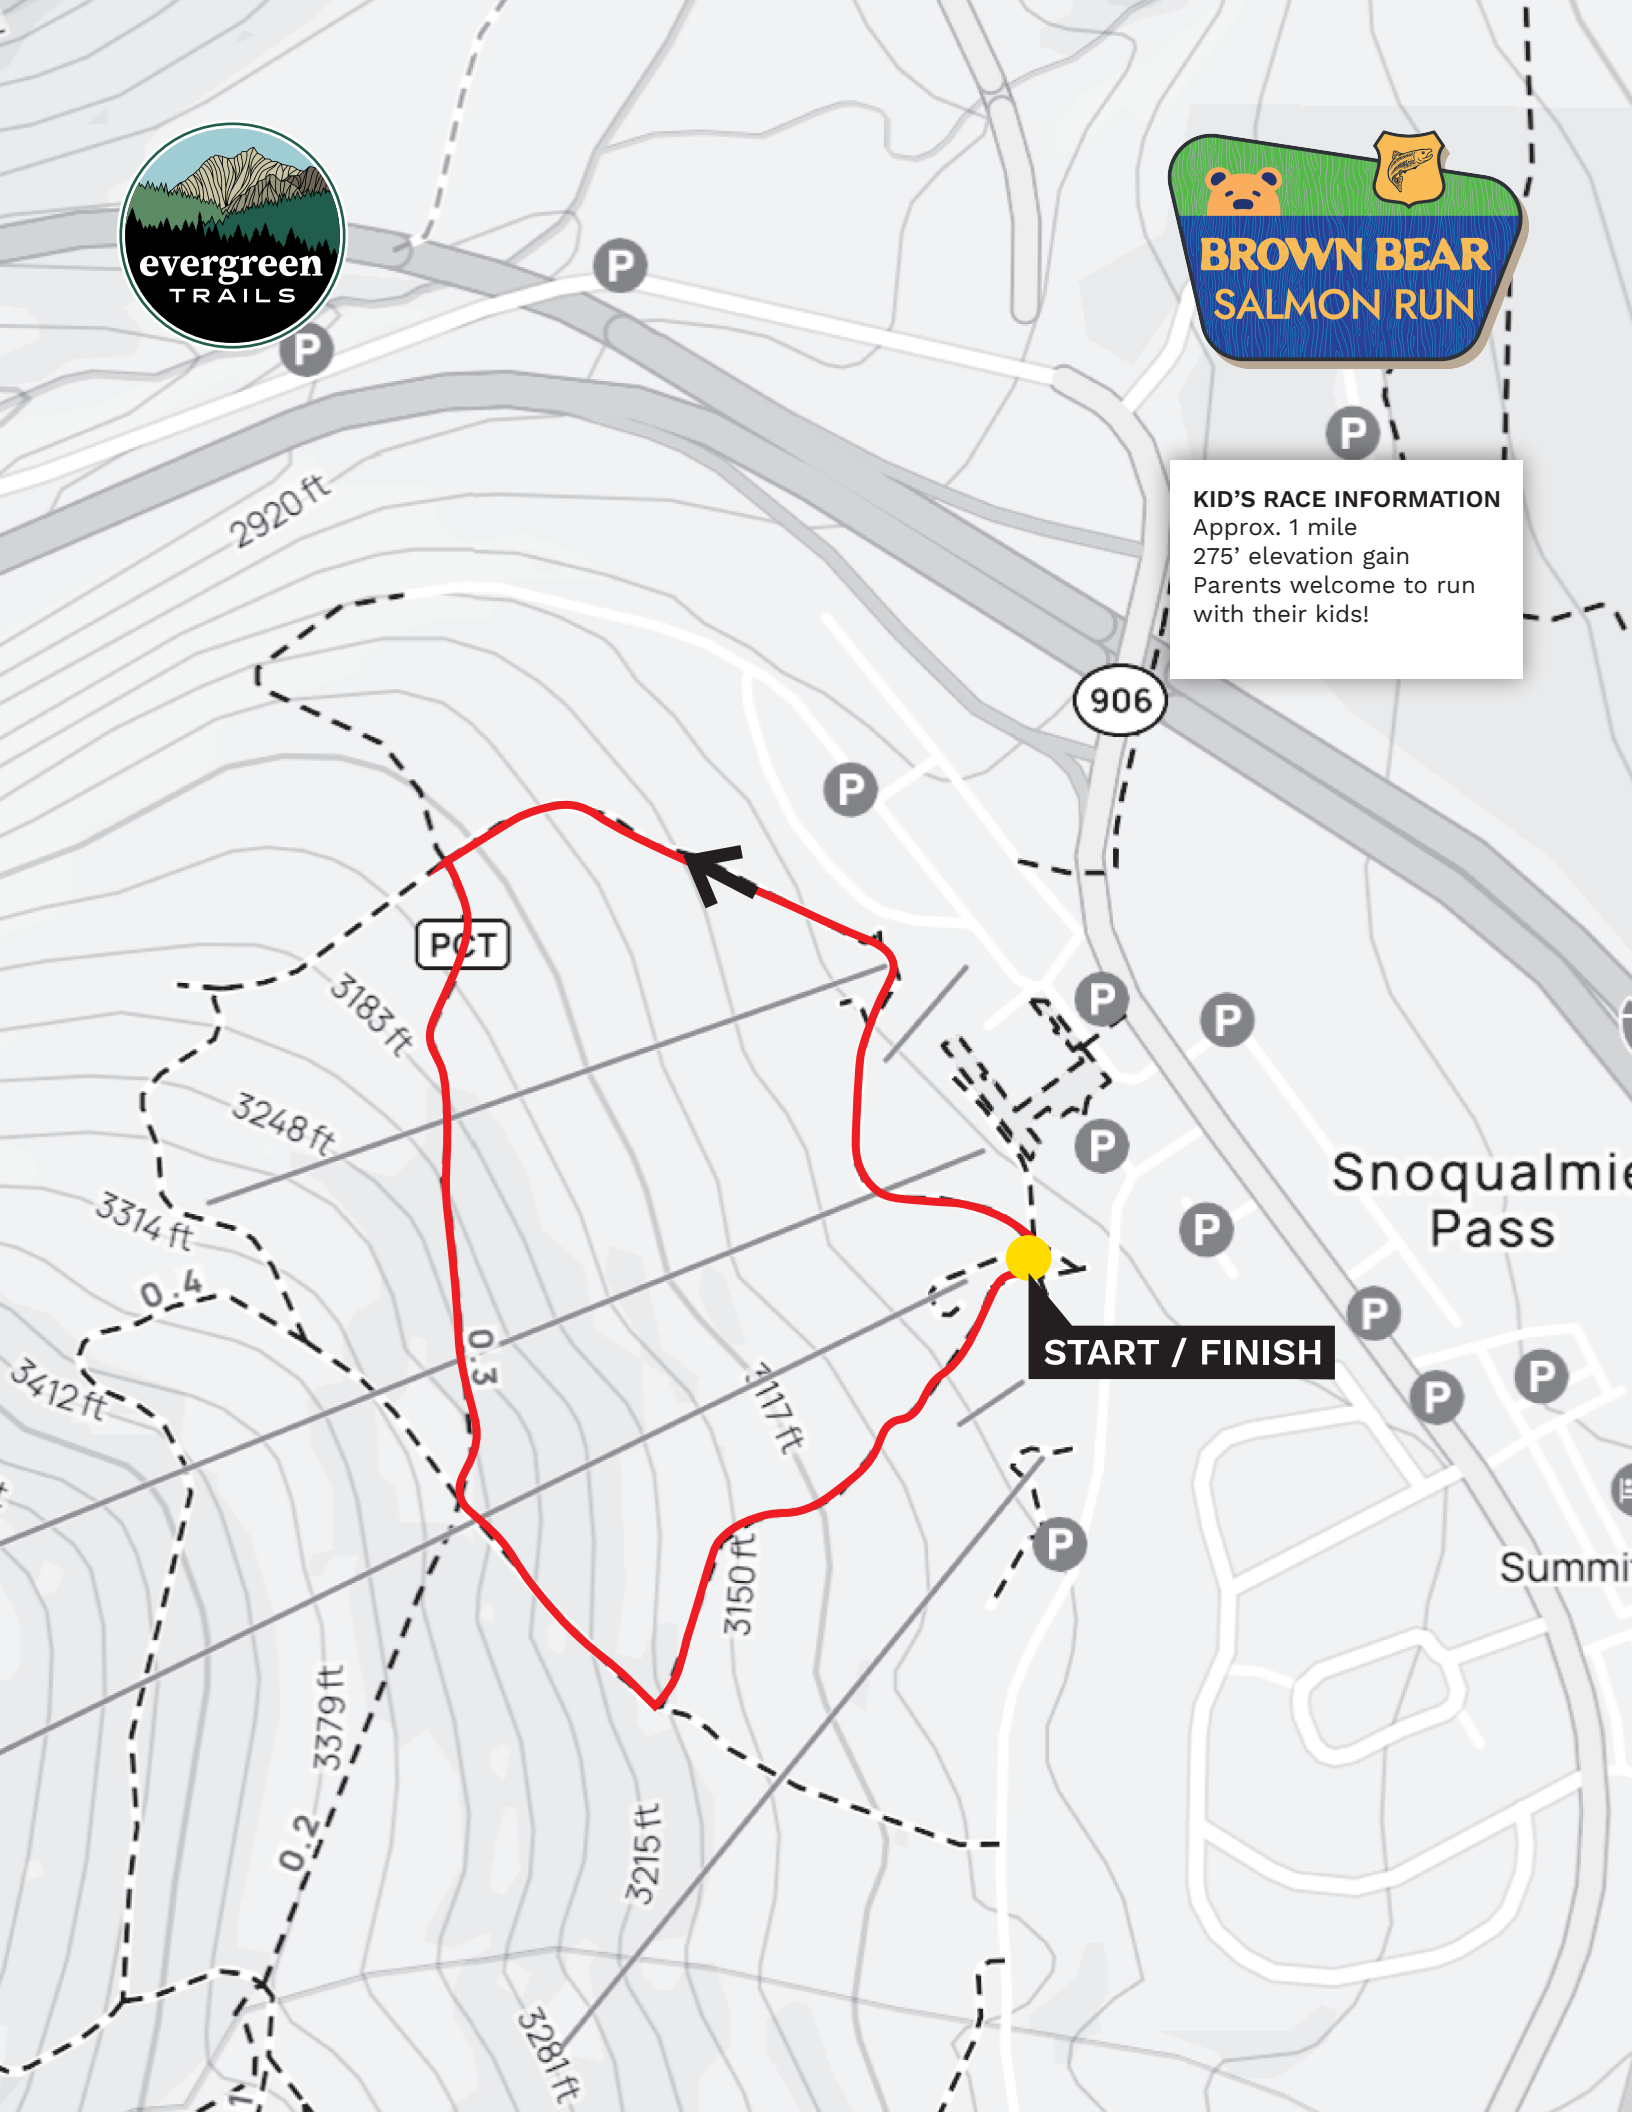 evergreen
TRAILS
P
P
BROWN BEAR
SALMON RUN
P
KID'S RACE INFORMATION
Approx. 1 mile
275’ elevation gain
Parents welcome to run
with their kids!
2920 ft
906
P
PCT
3183 ft
P
P
3248 ft
P
Snoqualmie
Pass
3314 ft
P
0.4
P
START / FINISH
0.3
3412 ft
3117 ft
P
P
P
3150 ft
Summi
3379 ft
0.2
3215 ft
3281 ft
1